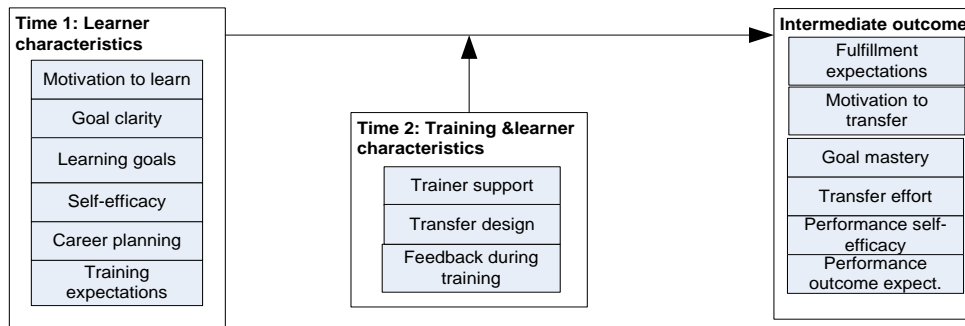 Time 1: Learner
characteristics
Motivation to learn
Goal clarity
Learning goals
Self-efficacy
Career planning
Training
expectations
Time 2: Training &learner
characteristics
Trainer support
Transfer design
Feedback during
training
Intermediate outcome
Fulfillment
expectations
Motivation to
transfer
Goal mastery
Transfer effort
Performance self-
efficacy
Performance
outcome expect.